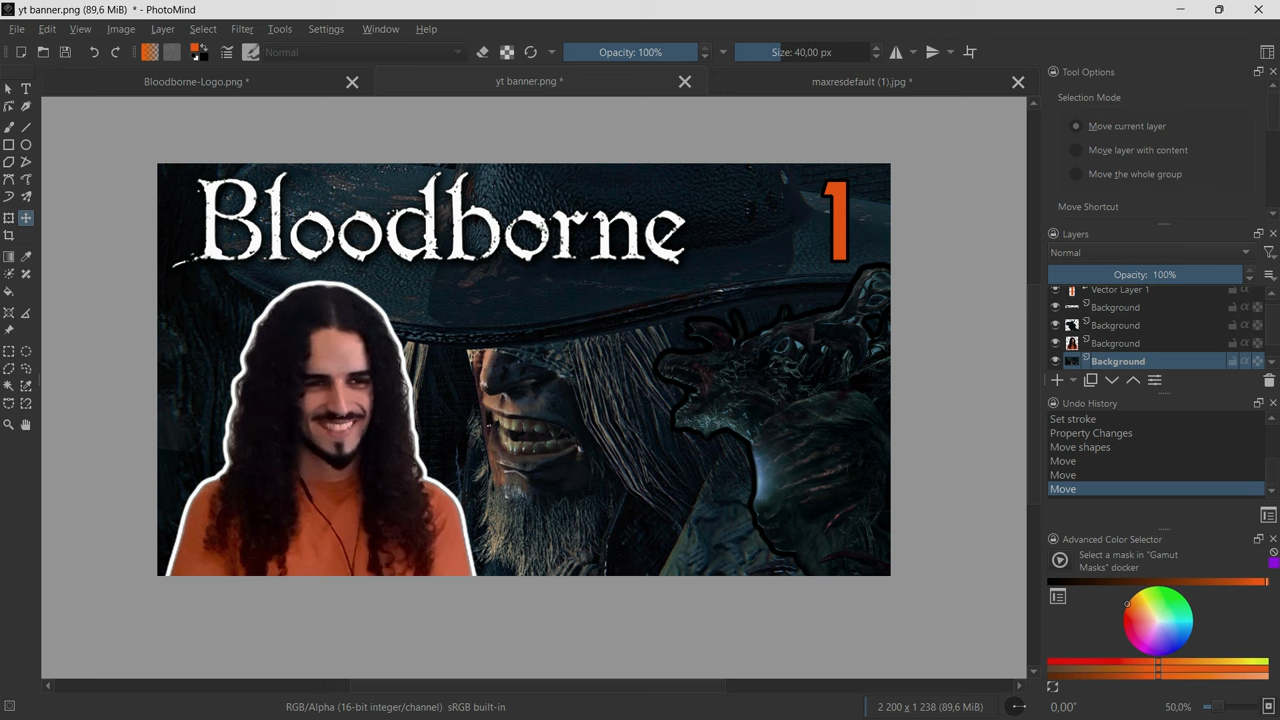 yt banner.png (89,6 MiB) * - PhotoMind
File Edit View Image Layer Select Filter Tools Settings Window Help
Normal
Opacity: 100%
Size: 40,00 px
Bloodborne-Logo.png *
yt banner.png *
maxresdefault (1).jpg *
Bloodborne
1
Tool Options
Selection Mode
Move current layer
Move layer with content
Move the whole group
Move Shortcut
Layers
Normal
Opacity: 100%
Vector Layer 1
Background
Background
Background
Background
Undo History
Set stroke
Property Changes
Move shapes
Move
Move
Move
Advanced Color Selector
Select a mask in "Gamut
Masks" docker
RGB/Alpha (16-bit integer/channel) sRGB built-in
2 200 x 1 238 (89,6 MiB)
0,00°
50,0%